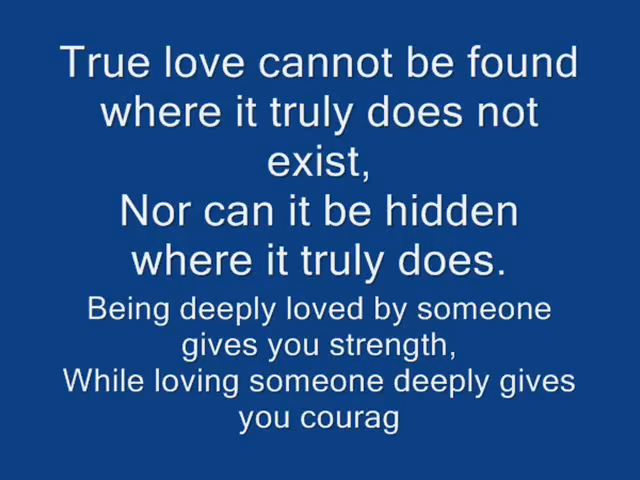 True love cannot be found
where it truly does not
exist,
Nor can it be hidden
where it truly does.
Being deeply loved by someone
gives you strength,
While loving someone deeply gives
you courag